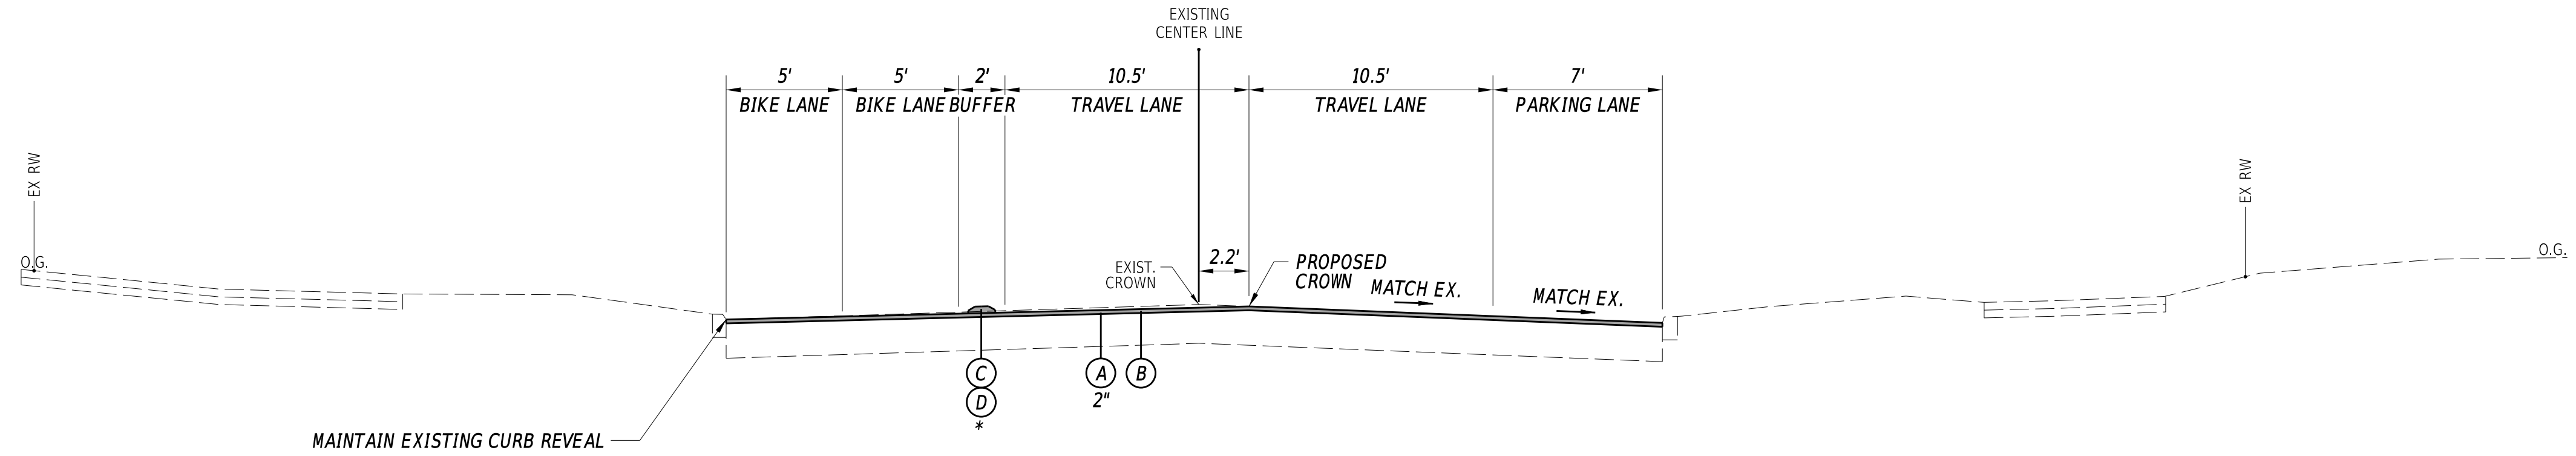 EXISTING
CENTER LINE
5' 5' 2' 10.5' 10.5' 7'
BIKE LANE BIKE LANE BUFFER TRAVEL LANE TRAVEL LANE PARKING LANE
EX RW
EX RW
O.G.
O.G.
2.2'
EXIST.
CROWN
PROPOSED
CROWN
MATCH EX.
MATCH EX.
C A B
D 2"
*
MAINTAIN EXISTING CURB REVEAL